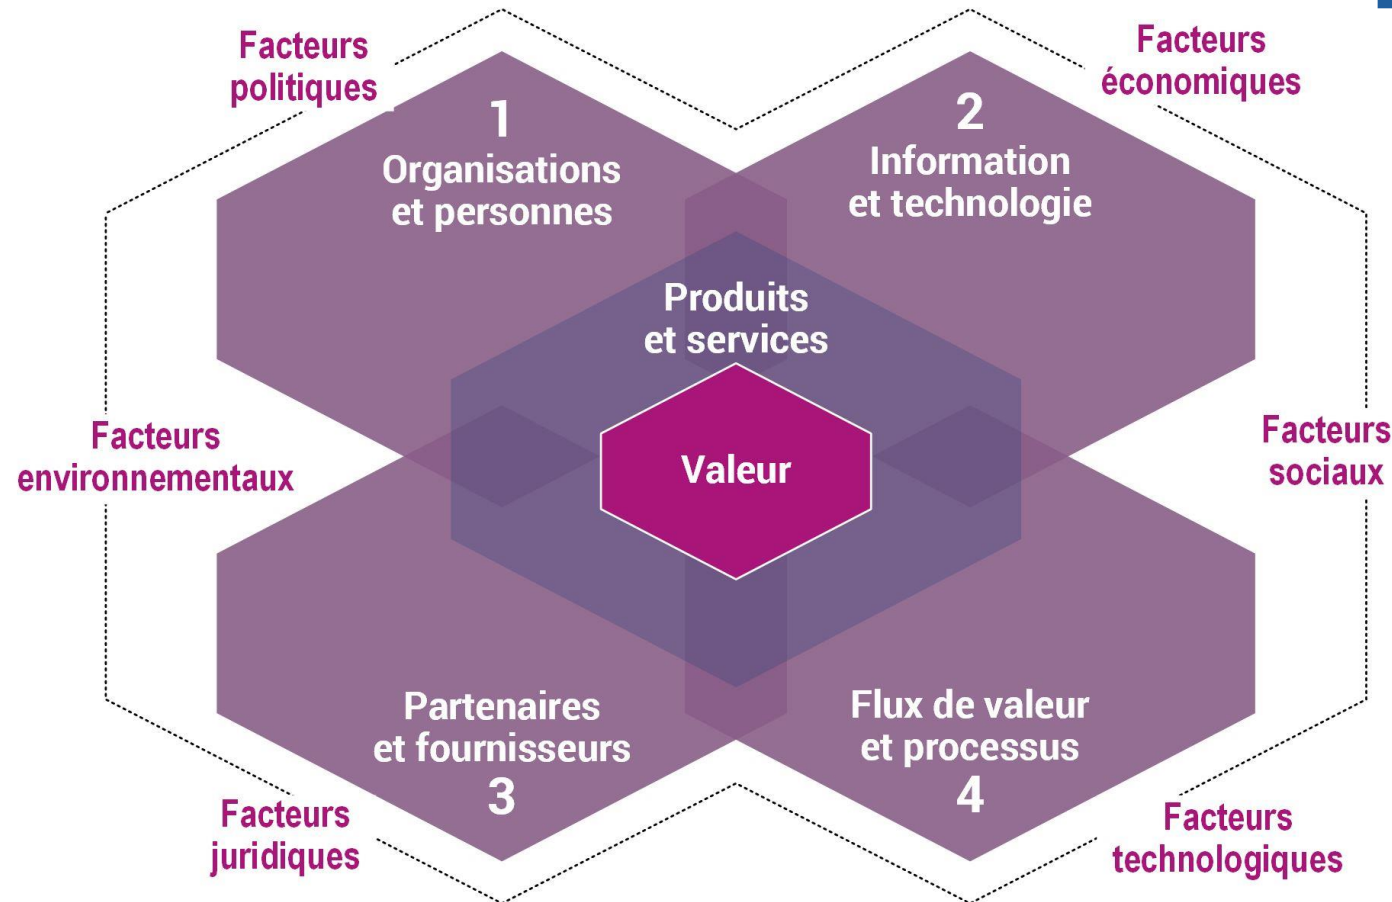 Facteurs
politiques
Facteurs
économiques
1
Organisations
et personnes
2
Information
et technologie
Produits
et services
Facteurs
environnementaux
Valeur
Facteurs
sociaux
Partenaires
et fournisseurs
3
Flux de valeur
et processus
4
Facteurs
juridiques
Facteurs
technologiques